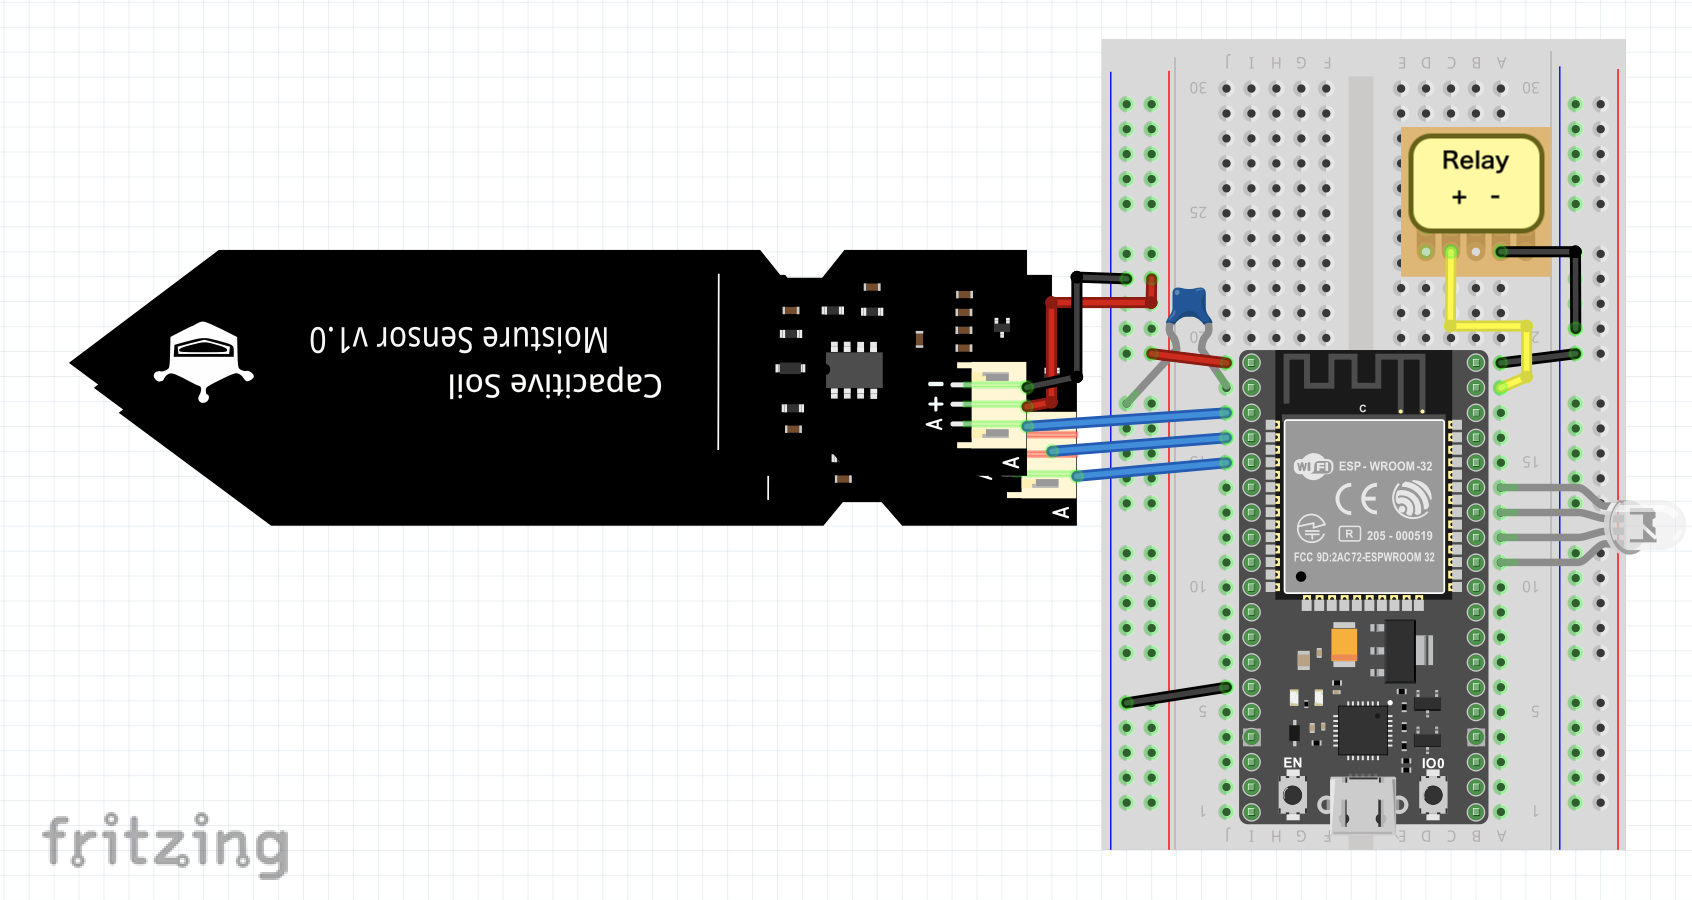 J I H G F E D C B A
30 30
Relay
+ -
25
Moisture Sensor v1.0
Capacitive Soil
20 2
- + A
A
A
C
WiFi ESP-WROOM-32
15 15
CE
R 205-000519
FCC 9D:2AC72-ESPWROOM 32
10 10
5 5
EN IO0
1 1
J I H G F E D C B A
fritzing